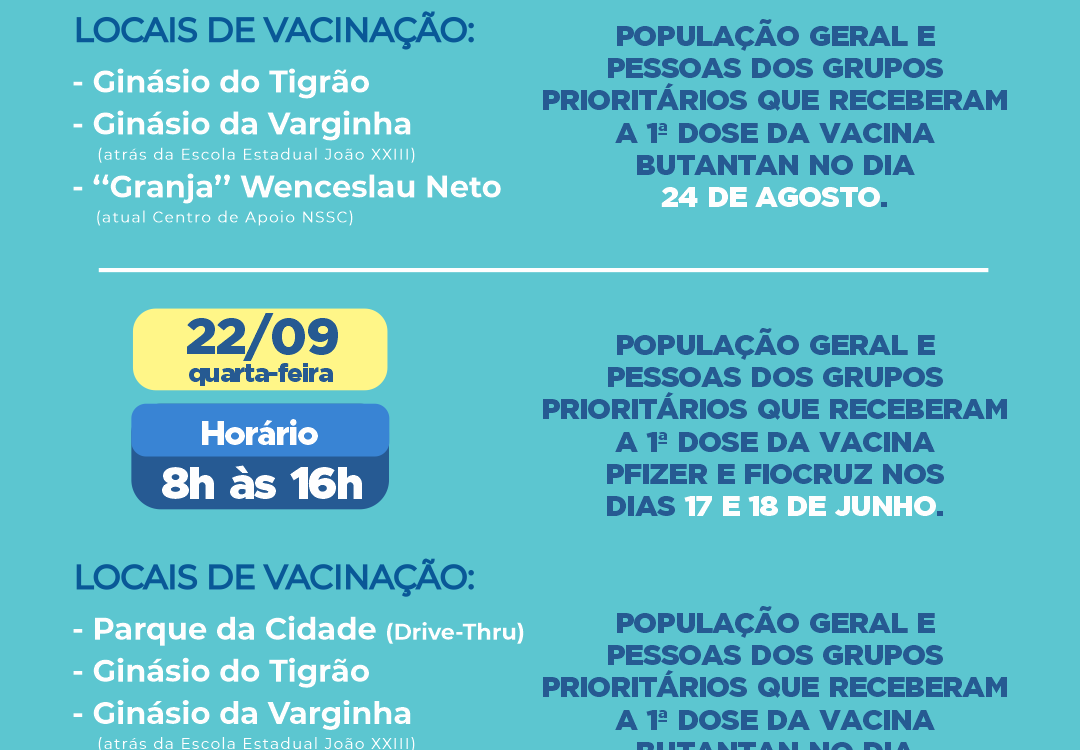 LOCAIS DE VACINAÇÃO:
- Ginásio do Tigrão
- Ginásio da Varginha
(atrás da Escola Estadual João XXIII)
- “Granja” Wenceslau Neto
(atual Centro de Apoio NSSC)
POPULAÇÃO GERAL E
PESSOAS DOS GRUPOS
PRIORITÁRIOS QUE RECEBERAM
A 1ª DOSE DA VACINA
BUTANTAN NO DIA
24 DE AGOSTO.
22/09
quarta-feira
Horário
8h às 16h
POPULAÇÃO GERAL E
PESSOAS DOS GRUPOS
PRIORITÁRIOS QUE RECEBERAM
A 1ª DOSE DA VACINA
PFIZER E FIOCRUZ NOS
DIAS 17 E 18 DE JUNHO.
LOCAIS DE VACINAÇÃO:
- Parque da Cidade (Drive-Thru)
- Ginásio do Tigrão
- Ginásio da Varginha
(atrás da Escola Estadual João XXIII)
POPULAÇÃO GERAL E
PESSOAS DOS GRUPOS
PRIORITÁRIOS QUE RECEBERAM
A 1ª DOSE DA VACINA
BUTANTAN NO DIA